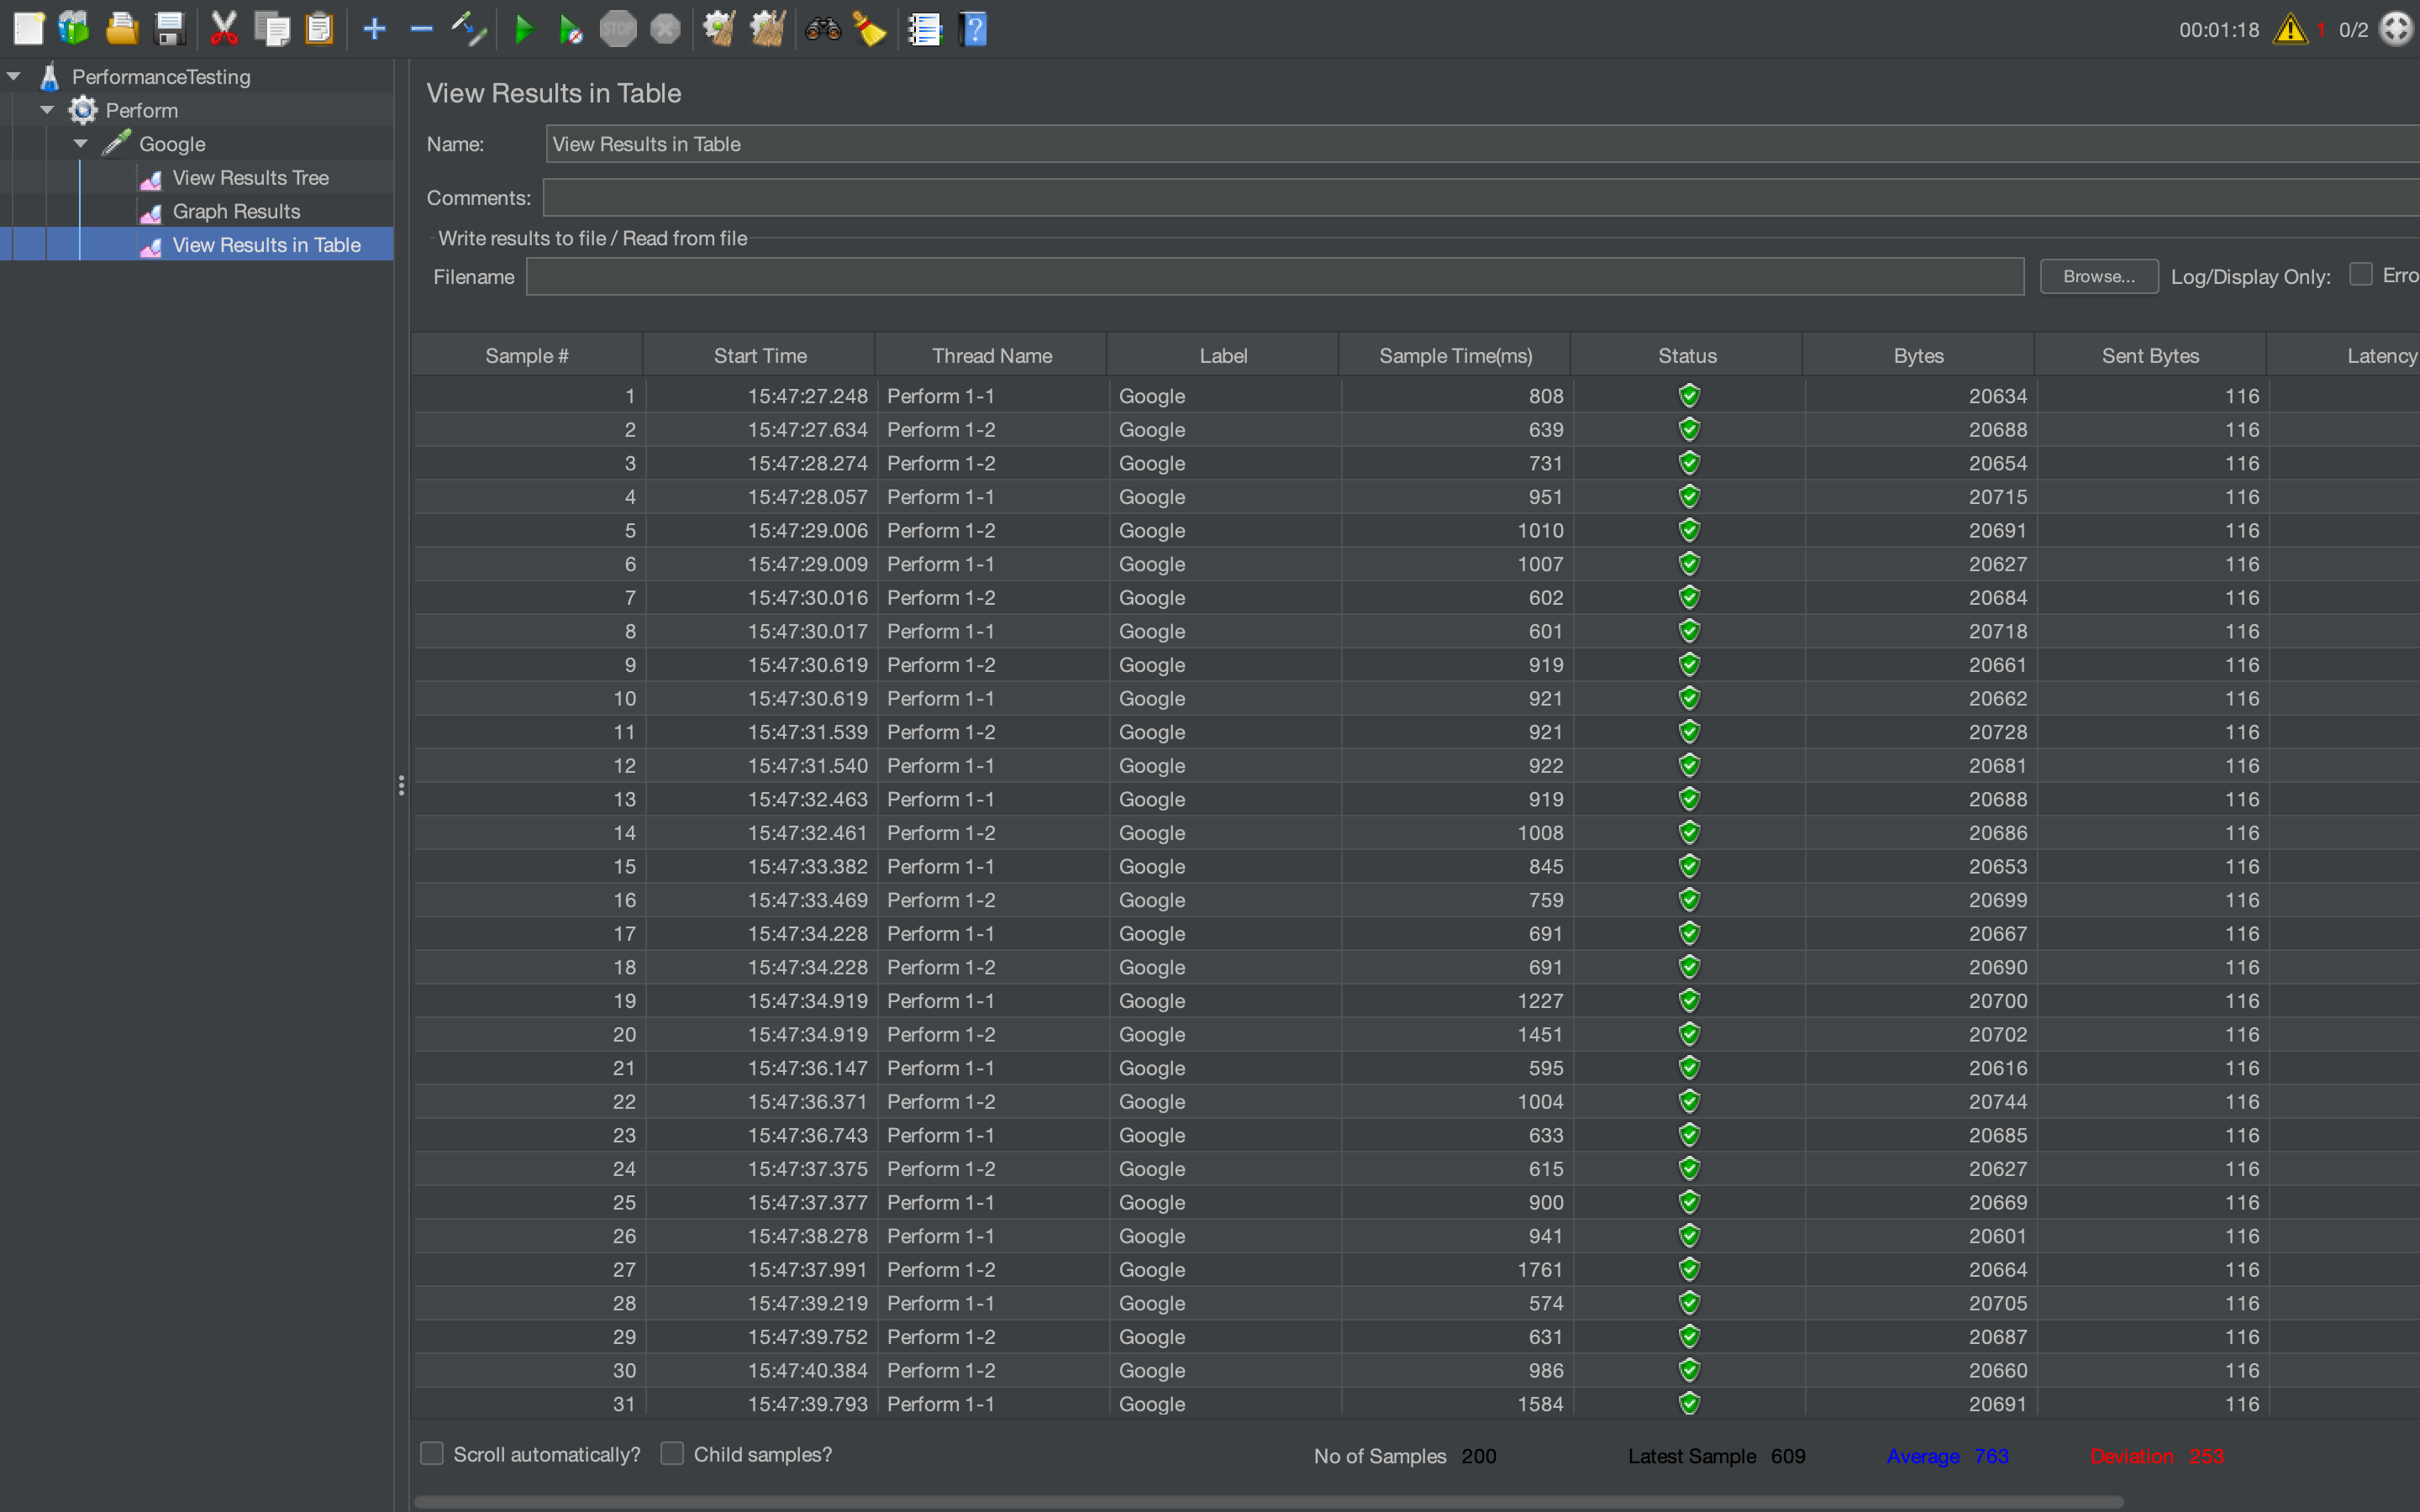 STOP
00:01:18 1 0/2
PerformanceTesting
Perform
Google
View Results Tree
Graph Results
View Results in Table
View Results in Table
Name: View Results in Table
Comments:
Write results to file / Read from file
Filename Browse... Log/Display Only: Erro
Sample # Start Time Thread Name Label Sample Time(ms) Status Bytes Sent Bytes Latency
1 15:47:27.248 Perform 1-1 Google 808 20634 116
2 15:47:27.634 Perform 1-2 Google 639 20688 116
3 15:47:28.274 Perform 1-2 Google 731 20654 116
4 15:47:28.057 Perform 1-1 Google 951 20715 116
5 15:47:29.006 Perform 1-2 Google 1010 20691 116
6 15:47:29.009 Perform 1-1 Google 1007 20627 116
7 15:47:30.016 Perform 1-2 Google 602 20684 116
8 15:47:30.017 Perform 1-1 Google 601 20718 116
9 15:47:30.619 Perform 1-2 Google 919 20661 116
10 15:47:30.619 Perform 1-1 Google 921 20662 116
11 15:47:31.539 Perform 1-2 Google 921 20728 116
12 15:47:31.540 Perform 1-1 Google 922 20681 116
13 15:47:32.463 Perform 1-1 Google 919 20688 116
14 15:47:32.461 Perform 1-2 Google 1008 20686 116
15 15:47:33.382 Perform 1-1 Google 845 20653 116
16 15:47:33.469 Perform 1-2 Google 759 20699 116
17 15:47:34.228 Perform 1-1 Google 691 20667 116
18 15:47:34.228 Perform 1-2 Google 691 20690 116
19 15:47:34.919 Perform 1-1 Google 1227 20700 116
20 15:47:34.919 Perform 1-2 Google 1451 20702 116
21 15:47:36.147 Perform 1-1 Google 595 20616 116
22 15:47:36.371 Perform 1-2 Google 1004 20744 116
23 15:47:36.743 Perform 1-1 Google 633 20685 116
24 15:47:37.375 Perform 1-2 Google 615 20627 116
25 15:47:37.377 Perform 1-1 Google 900 20669 116
26 15:47:38.278 Perform 1-1 Google 941 20601 116
27 15:47:37.991 Perform 1-2 Google 1761 20664 116
28 15:47:39.219 Perform 1-1 Google 574 20705 116
29 15:47:39.752 Perform 1-2 Google 631 20687 116
30 15:47:40.384 Perform 1-2 Google 986 20660 116
31 15:47:39.793 Perform 1-1 Google 1584 20691 116
Scroll automatically? Child samples? No of Samples 200 Latest Sample 609 Average 763 Deviation 253